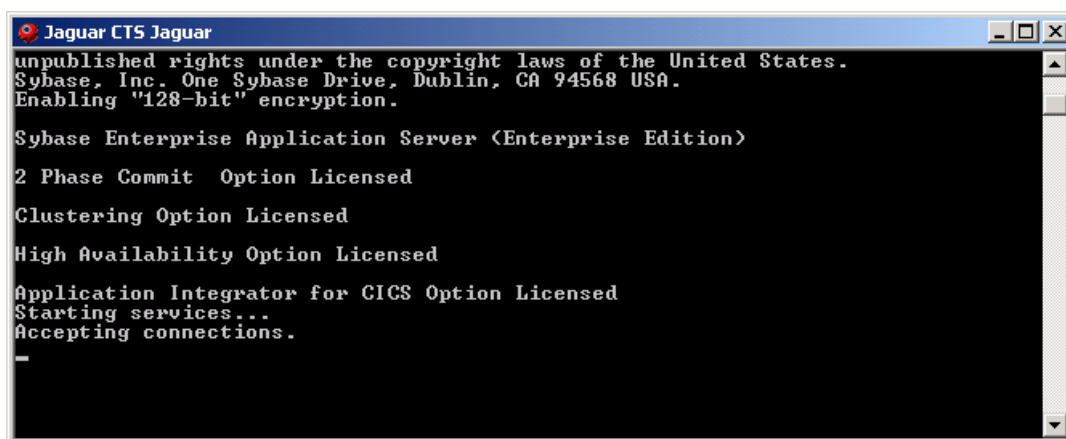 Jaguar CTS Jaguar
unpublished rights under the copyright laws of the United States.
Sybase, Inc. One Sybase Drive, Dublin, CA 94568 USA.
Enabling "128-bit" encryption.
Sybase Enterprise Application Server (Enterprise Edition)
2 Phase Commit  Option Licensed
Clustering Option Licensed
High Availability Option Licensed
Application Integrator for CICS Option Licensed
Starting services...
Accepting connections.